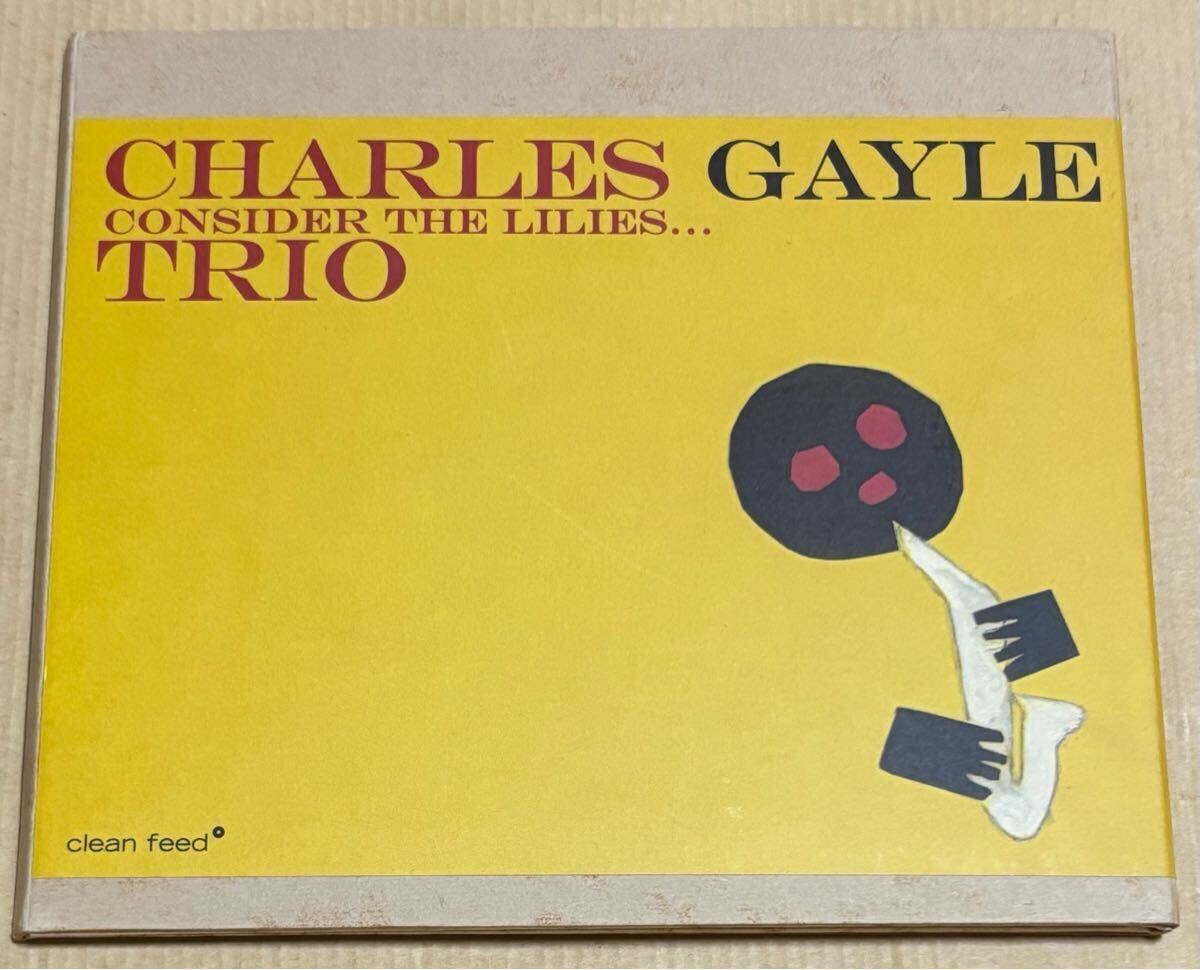 CHARLES GAYLE
CONSIDER THE LILIES...
TRIO
clean feed